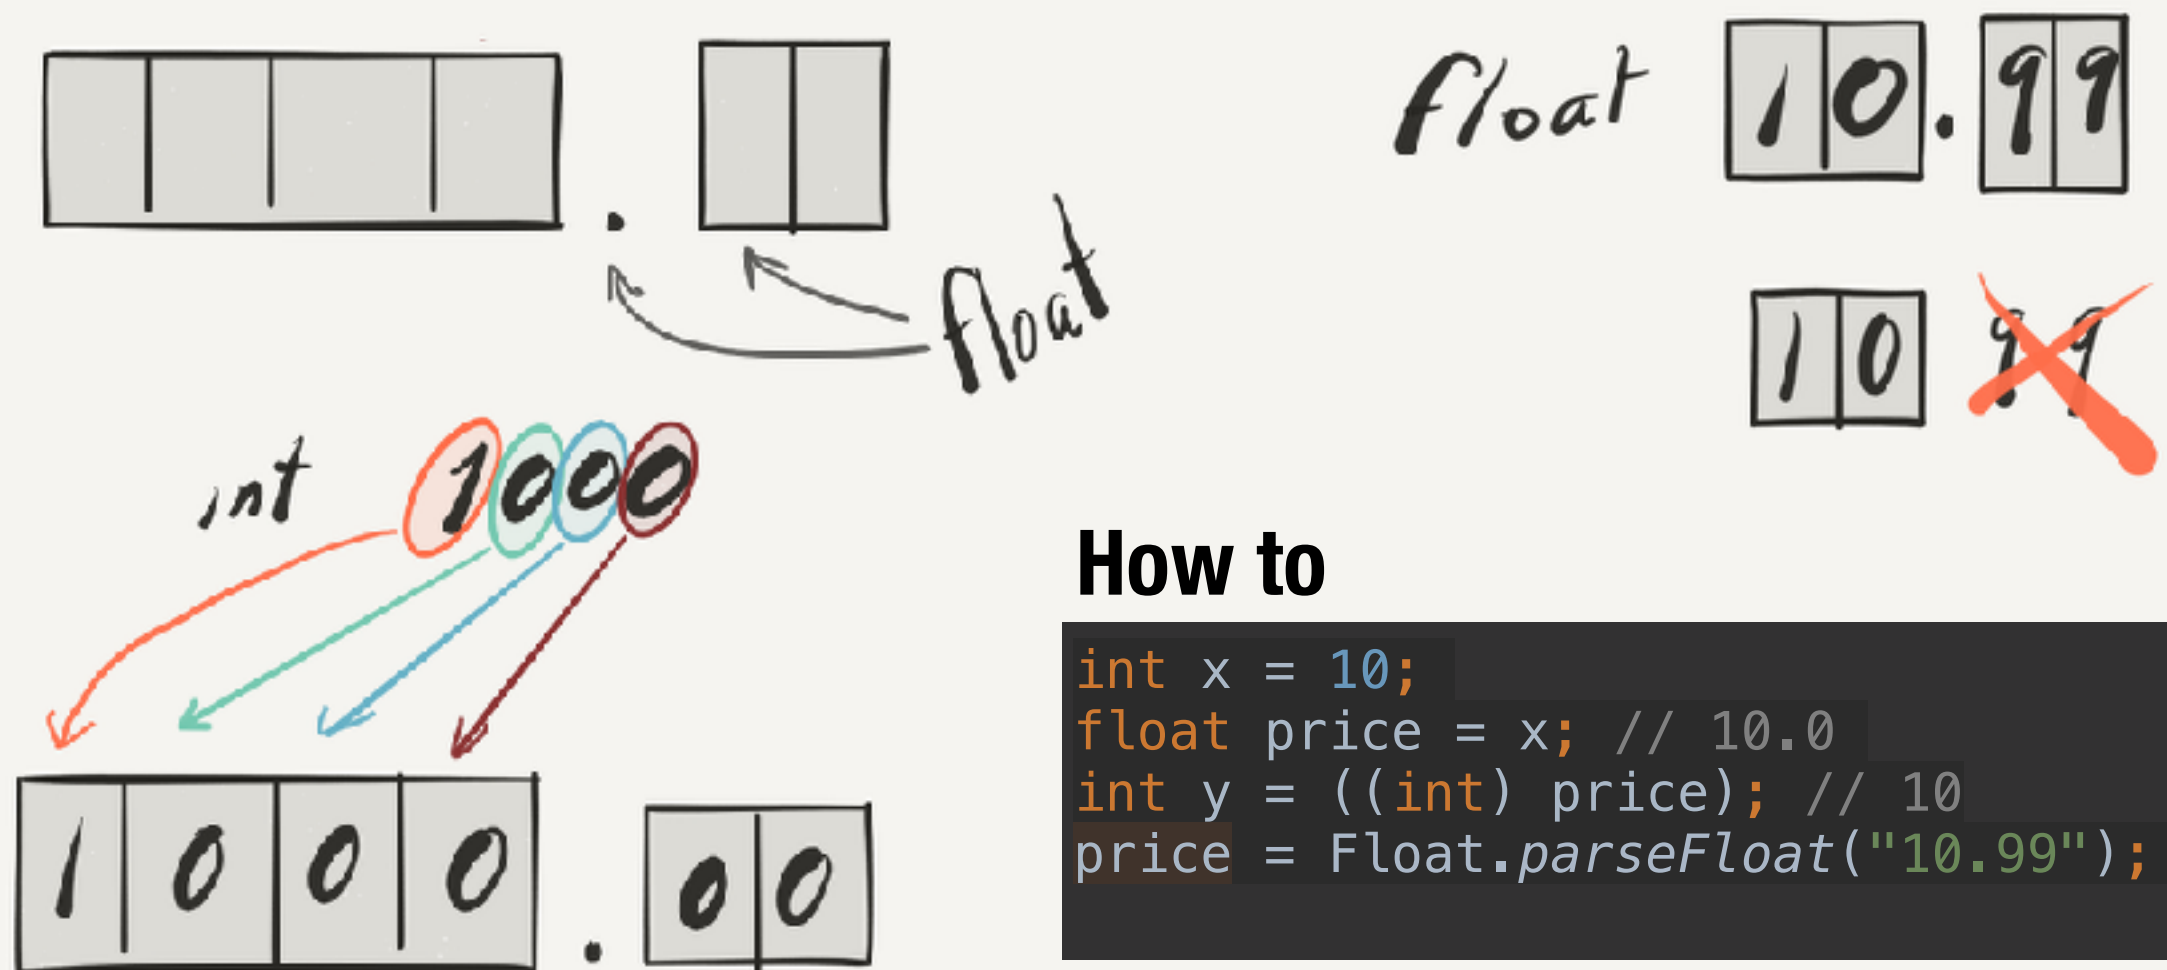 float
int 1000
1000.00
float 10.99
10 99
How to
int x = 10;
float price = x; // 10.0
int y = ((int) price); // 10
price = Float.parseFloat("10.99");